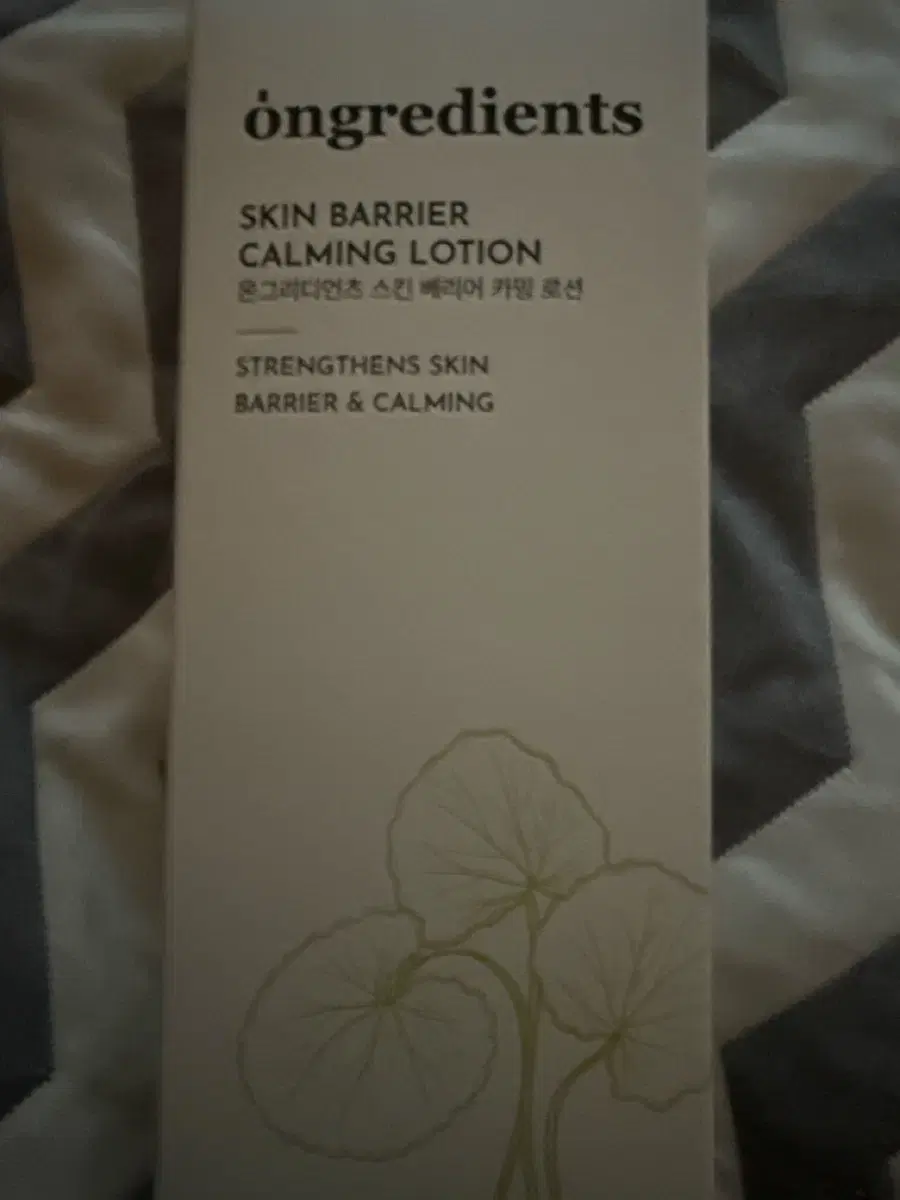 ongredients
SKIN BARRIER
CALMING LOTION
온그리디언츠 스킨 베리어 카밍 로션
STRENGTHENS SKIN
BARRIER & CALMING